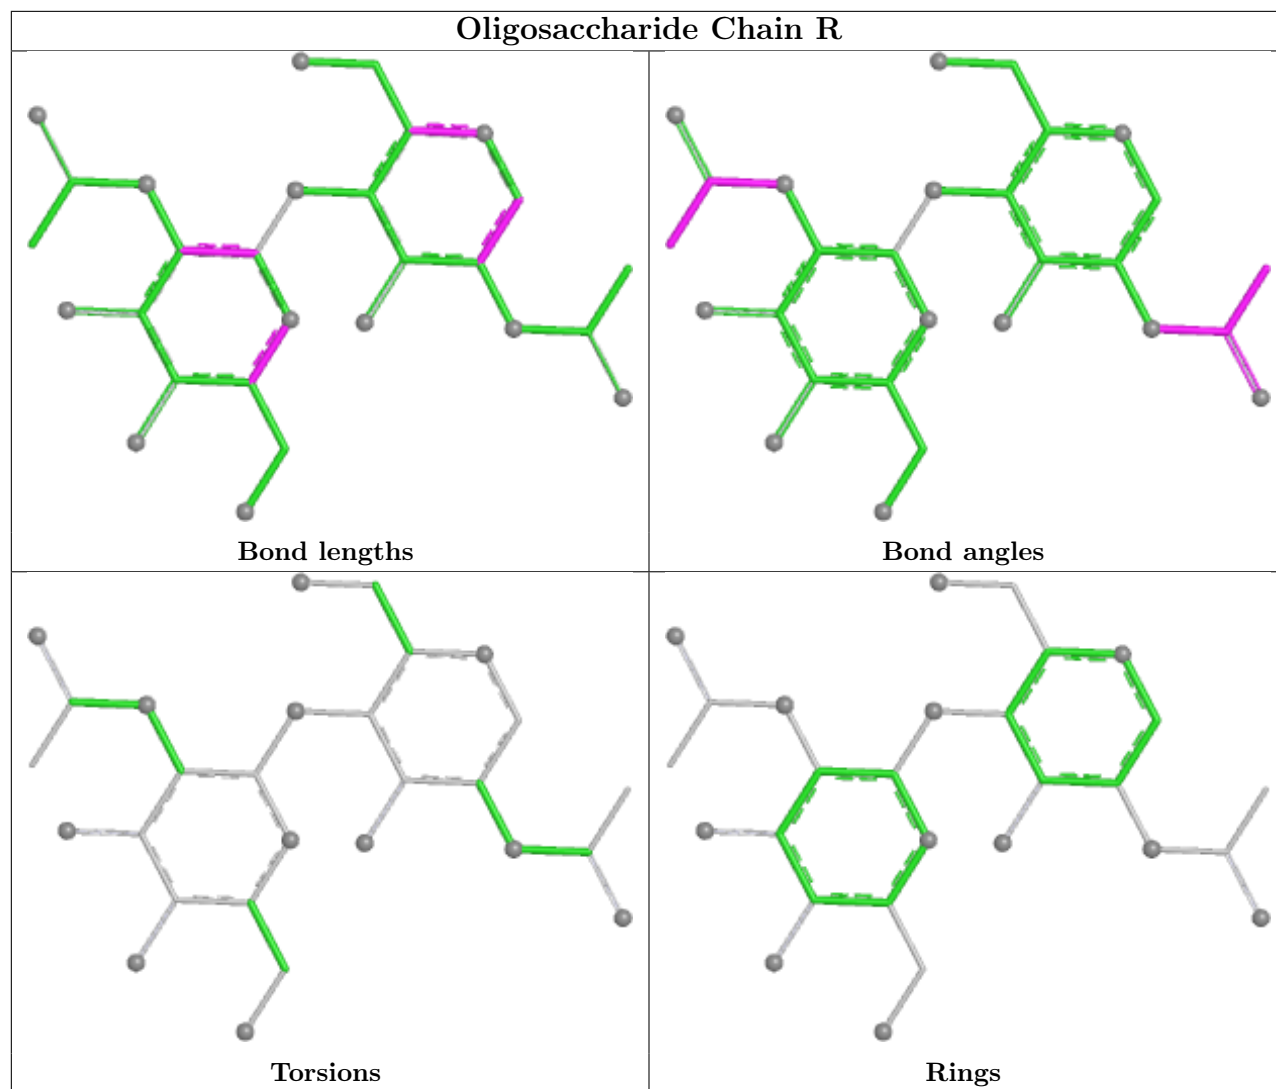 Oligosaccharide Chain R
Bond lengths
Bond angles
Torsions
Rings